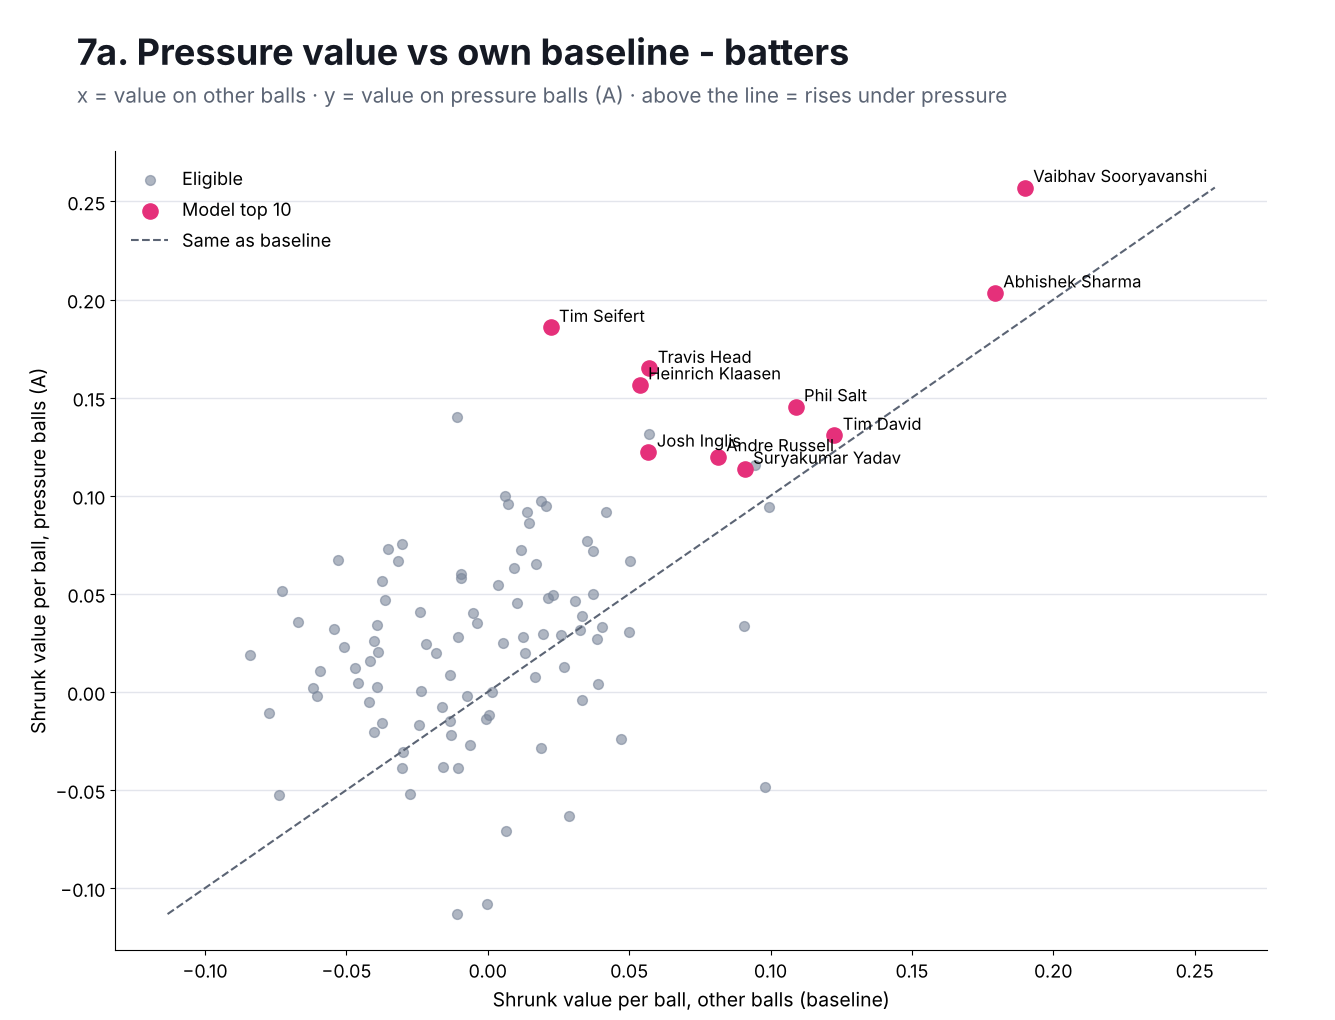 7a. Pressure value vs own baseline - batters
x = value on other balls · y = value on pressure balls (A) · above the line = rises under pressure
Eligible
Model top 10
Same as baseline
Vaibhav Sooryavanshi
Abhishek Sharma
Tim Seifert
Travis Head
Heinrich Klaasen
Phil Salt
Tim David
Josh Inglis
Andre Russell
Suryakumar Yadav
Shrunk value per ball, pressure balls (A)
0.25
0.20
0.15
0.10
0.05
0.00
−0.05
−0.10
−0.10
−0.05
0.00
0.05
0.10
0.15
0.20
0.25
Shrunk value per ball, other balls (baseline)